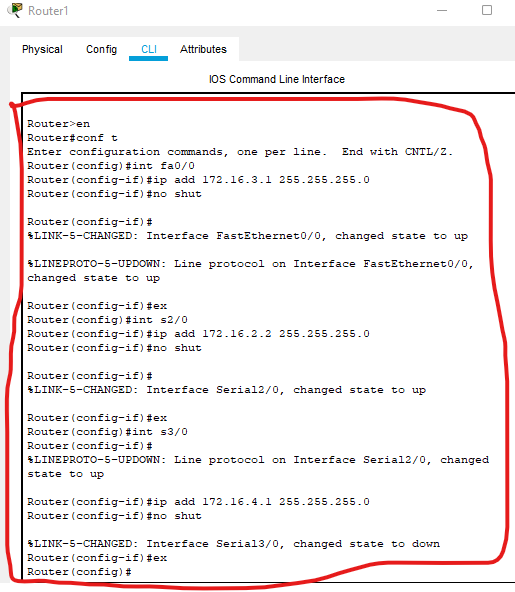 Router1
Physical Config CLI Attributes
IOS Command Line Interface
Router>en
Router#conf t
Enter configuration commands, one per line.  End with CNTL/Z.
Router(config)#int fa0/0
Router(config-if)#ip add 172.16.3.1 255.255.255.0
Router(config-if)#no shut
Router(config-if)#
%LINK-5-CHANGED: Interface FastEthernet0/0, changed state to up
%LINEPROTO-5-UPDOWN: Line protocol on Interface FastEthernet0/0,
changed state to up
Router(config-if)#ex
Router(config)#int s2/0
Router(config-if)#ip add 172.16.2.2 255.255.255.0
Router(config-if)#no shut
Router(config-if)#
%LINK-5-CHANGED: Interface Serial2/0, changed state to up
Router(config-if)#ex
Router(config)#int s3/0
Router(config-if)#
%LINEPROTO-5-UPDOWN: Line protocol on Interface Serial2/0, changed
state to up
Router(config-if)#ip add 172.16.4.1 255.255.255.0
Router(config-if)#no shut
%LINK-5-CHANGED: Interface Serial3/0, changed state to down
Router(config-if)#ex
Router(config)#